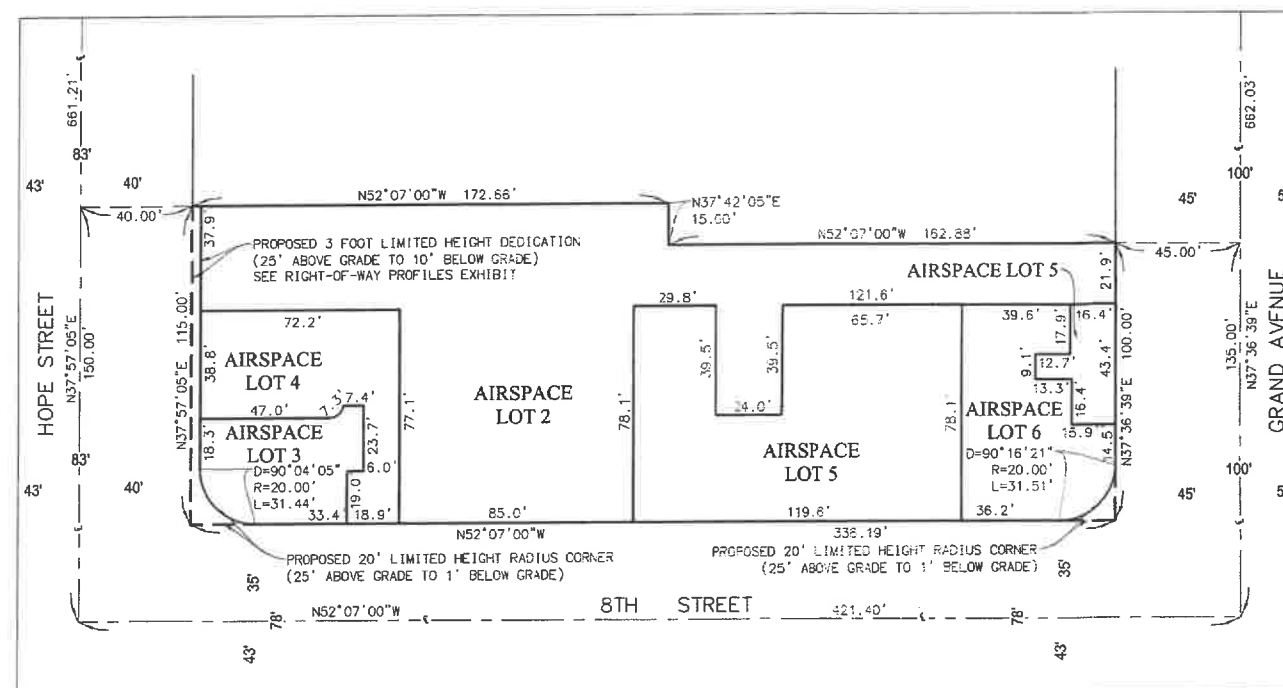 661.21'
662.03'
83'
100'
43'
40'
45'
5
40.00'
N52°07'00"W 172.66'
N37°42'05"E
15.00'
N52°07'00"W 162.88'
45.00'
37.9'
PROPOSED 3 FOOT LIMITED HEIGHT DEDICATION
(25' ABOVE GRADE TO 10' BELOW GRADE)
SEE RIGHT-OF-WAY PROFILES EXHIBIT
AIRSPACE LOT 5
21.9'
HOPE STREET
N37°57'05"E
150.00'
N37°57'05"E 115.00'
72.2'
29.8'
121.6'
65.7'
39.6'
16.4'
17.9'
38.8'
AIRSPACE
LOT 4
39.5'
39.5'
9.1'
12.7'
43.4'
N37°36'39"E 100.00'
135.00'
N37°36'39"E
GRAND AVENUE
47.0'
7.3'
7.4'
77.1'
AIRSPACE
LOT 2
78.1'
24.0'
78.1'
13.3'
16.4'
AIRSPACE
LOT 3
18.3'
23.7'
AIRSPACE
LOT 6
15.9'
14.5'
83'
43'
40'
D=90°04'05"
R=20.00'
L=31.44'
6.0'
19.0'
AIRSPACE
LOT 5
D=90°16'21"
R=20.00'
L=31.51'
100'
45'
5
33.4'
18.9'
85.0'
119.6'
36.2'
N52°07'00"W
336.19'
PROPOSED 20' LIMITED HEIGHT RADIUS CORNER
(25' ABOVE GRADE TO 1' BELOW GRADE)
PROPOSED 20' LIMITED HEIGHT RADIUS CORNER
(25' ABOVE GRADE TO 1' BELOW GRADE)
35'
35'
N52°07'00"W
8TH STREET
421.40'
78'
78'
43'
43'